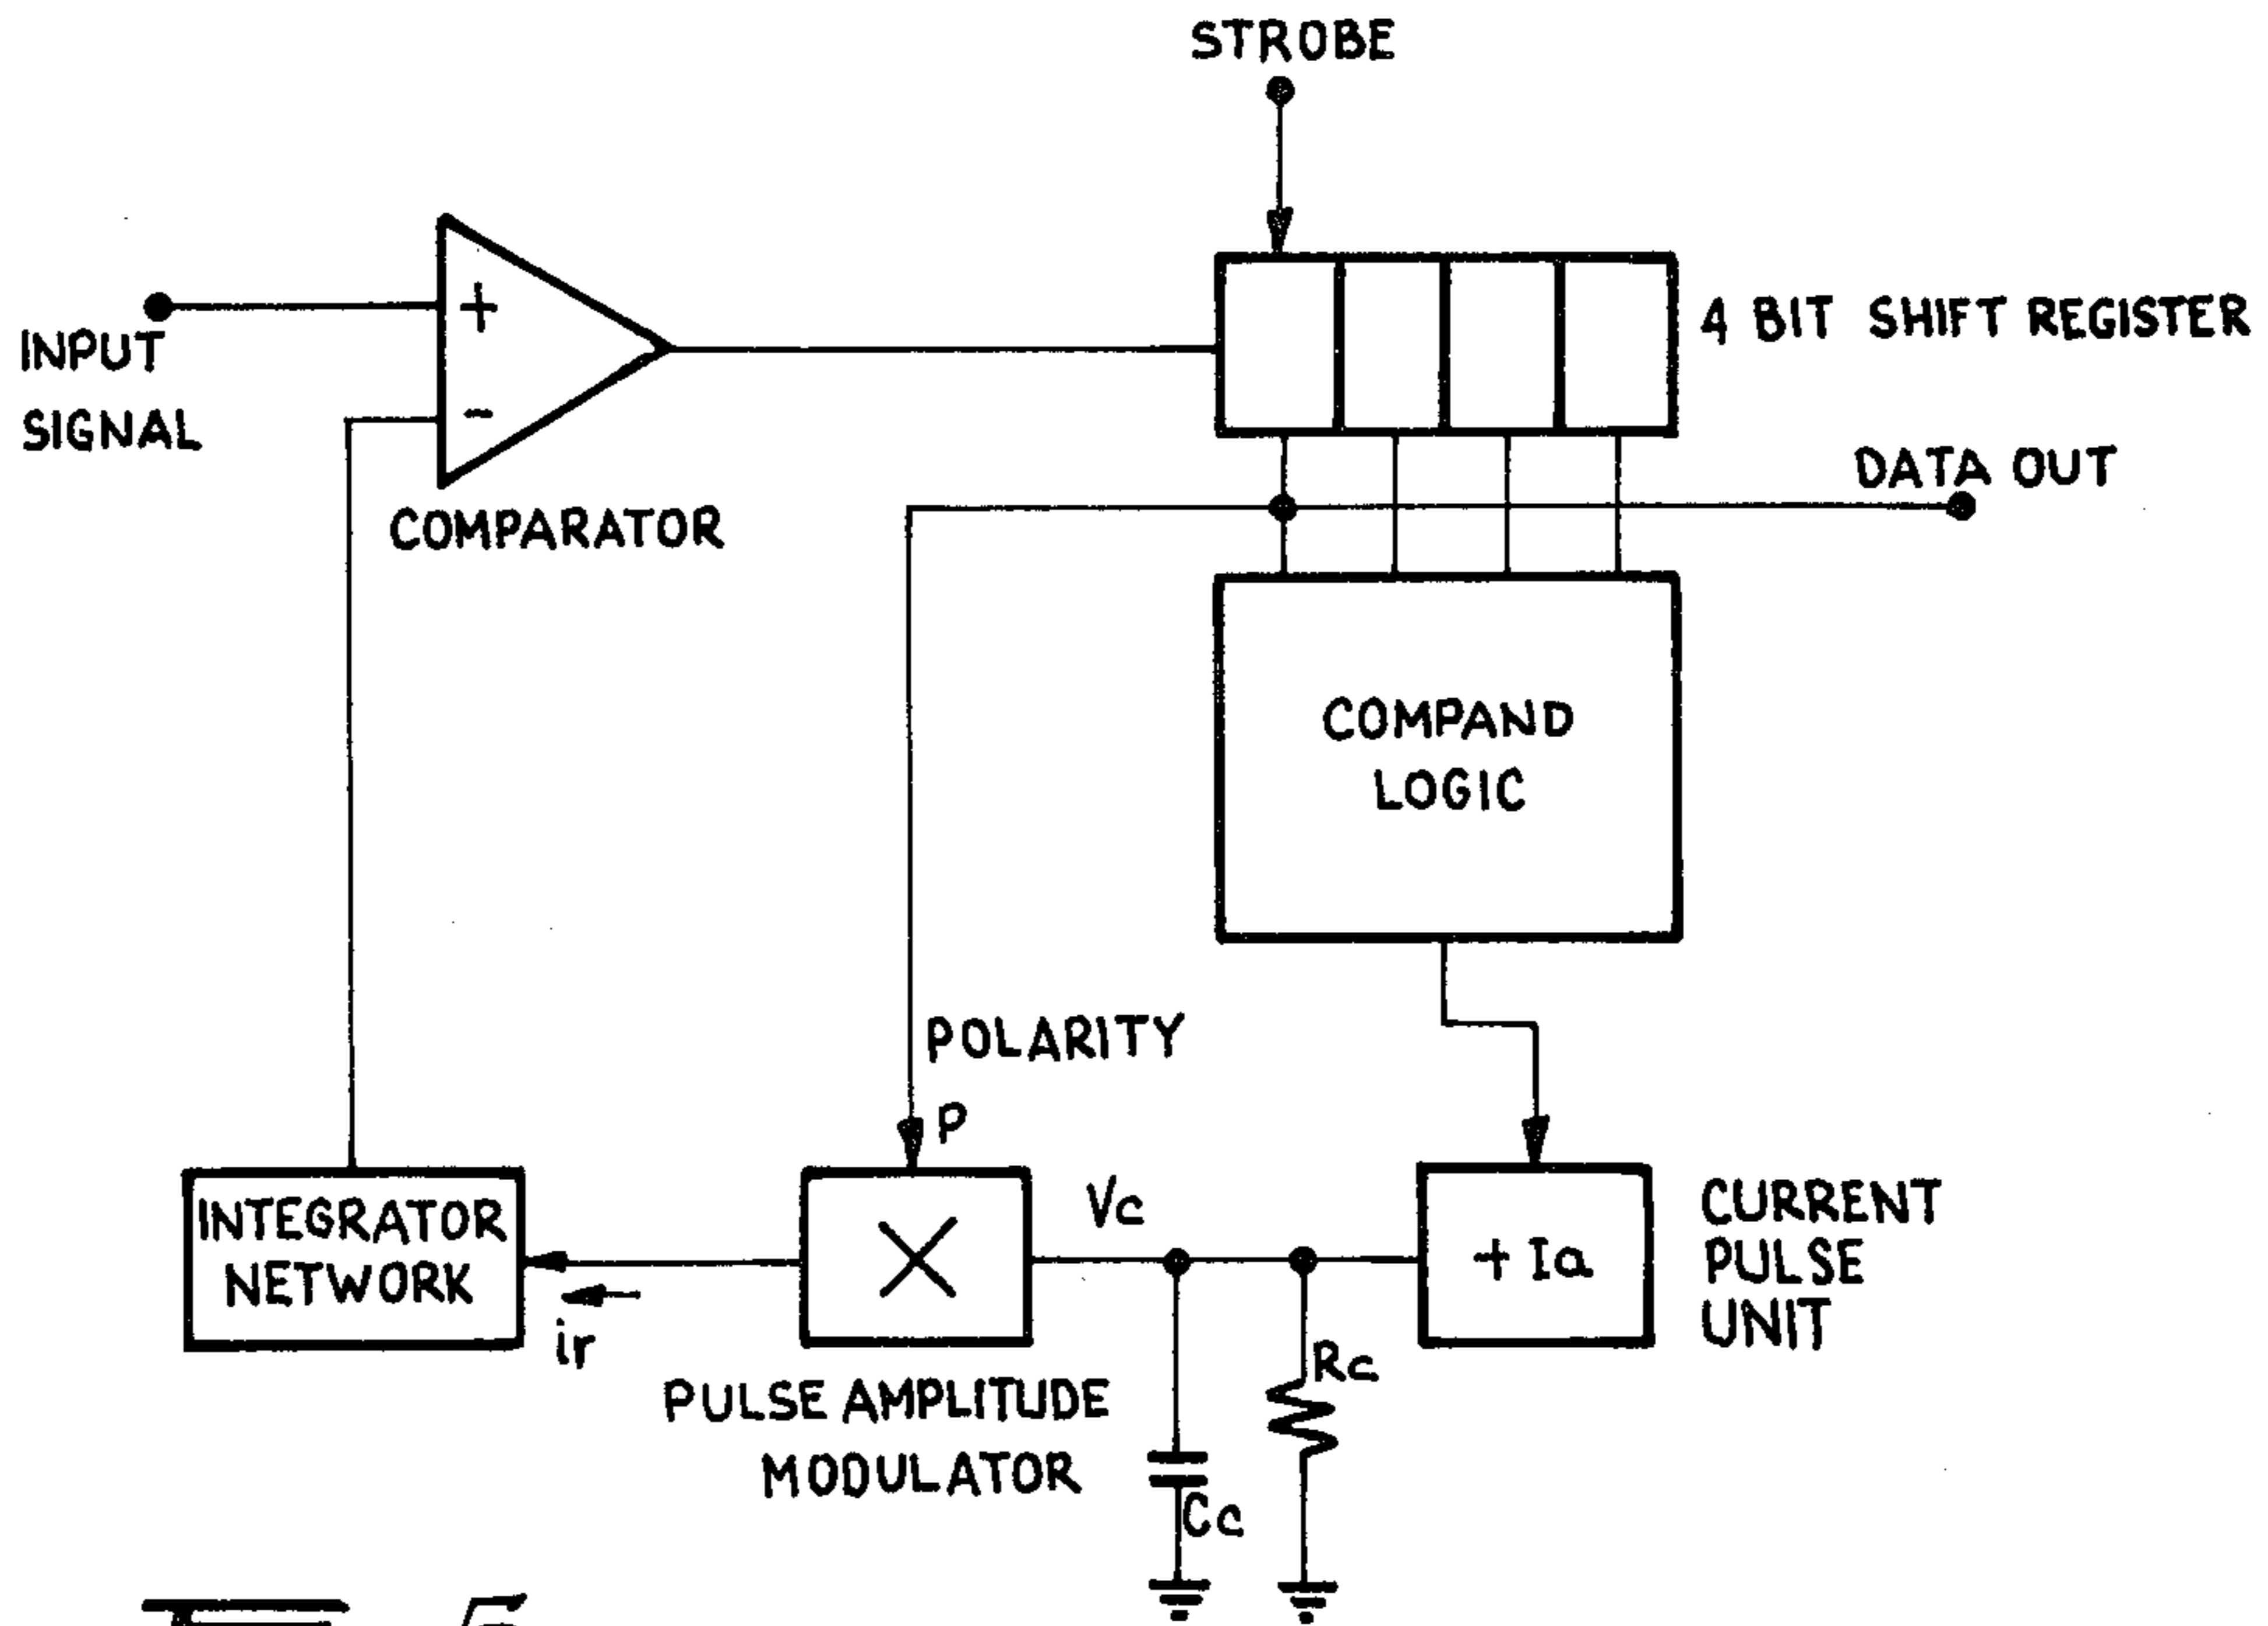 STROBE
+
INPUT
SIGNAL
-
COMPARATOR
4 BIT SHIFT REGISTER
DATA OUT
COMPAND
LOGIC
POLARITY
P
INTEGRATOR
NETWORK
ir
X
PULSE AMPLITUDE
MODULATOR
Vc
Cc
Rc
+ Ia
CURRENT
PULSE
UNIT